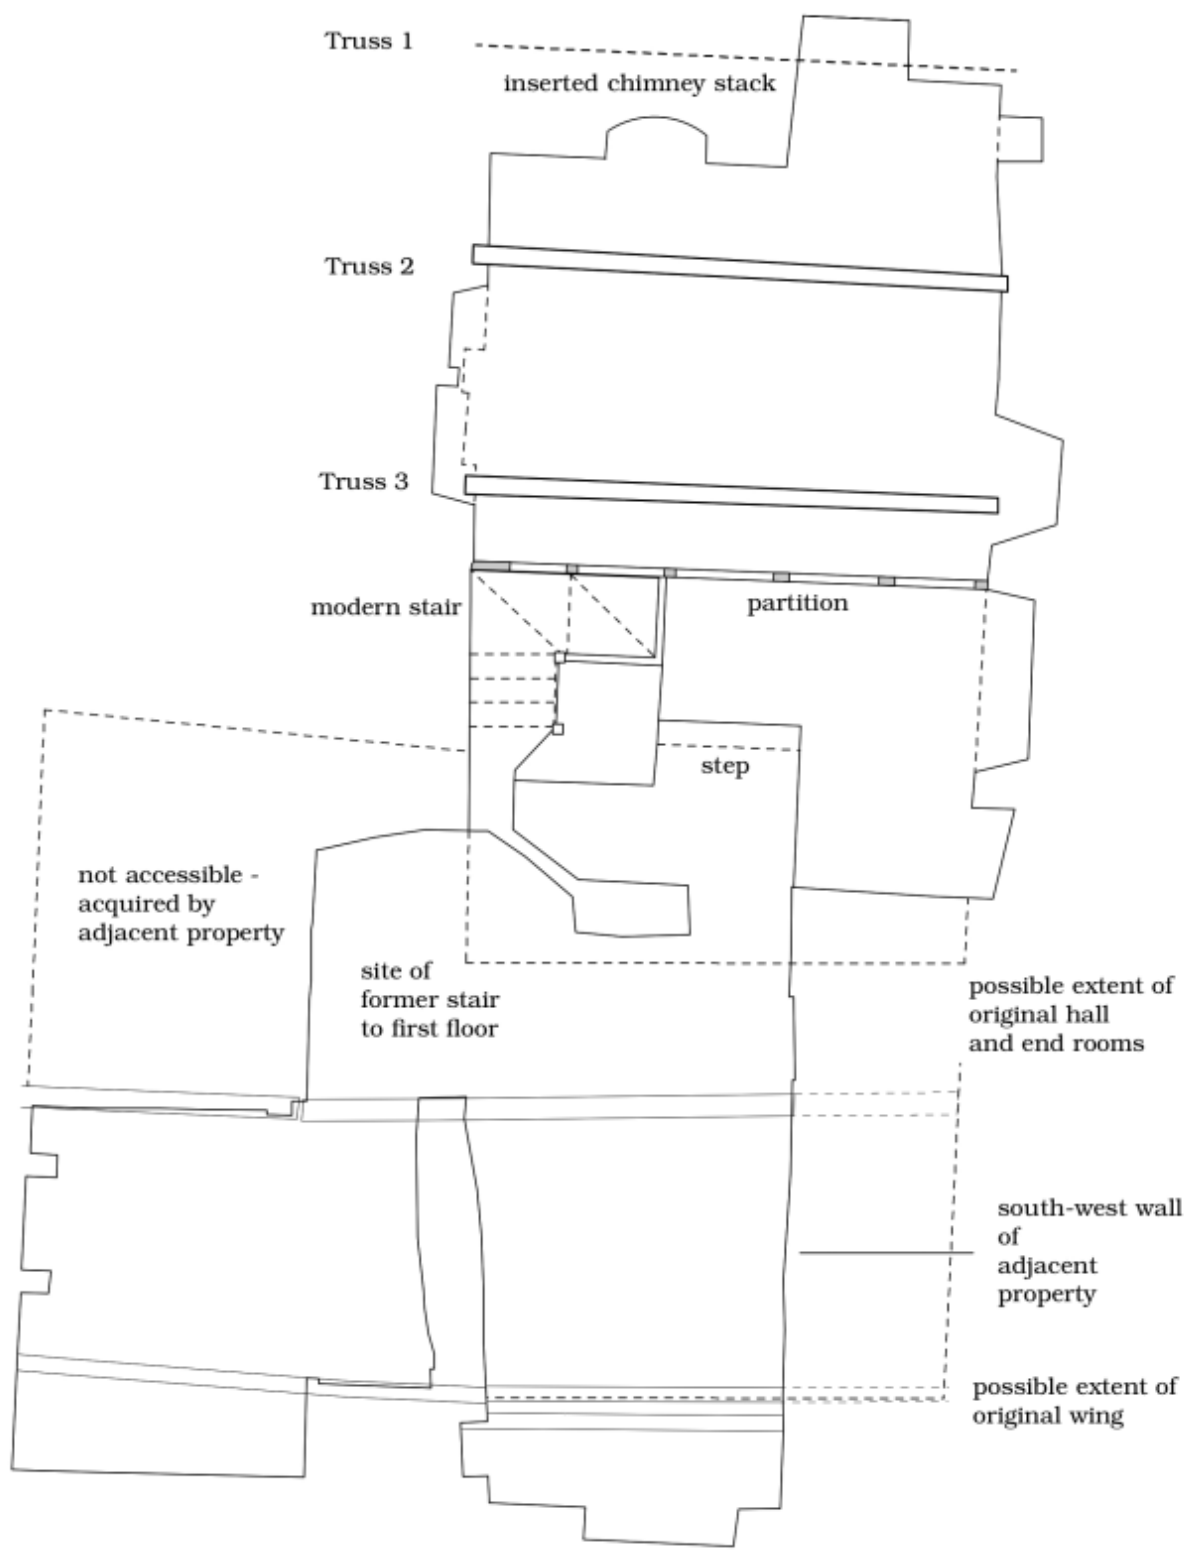 Truss 1
inserted chimney stack
Truss 2
Truss 3
modern stair
partition
step
not accessible -
acquired by
adjacent property
site of
former stair
to first floor
possible extent of
original hall
and end rooms
south-west wall
of
adjacent
property
possible extent of
original wing